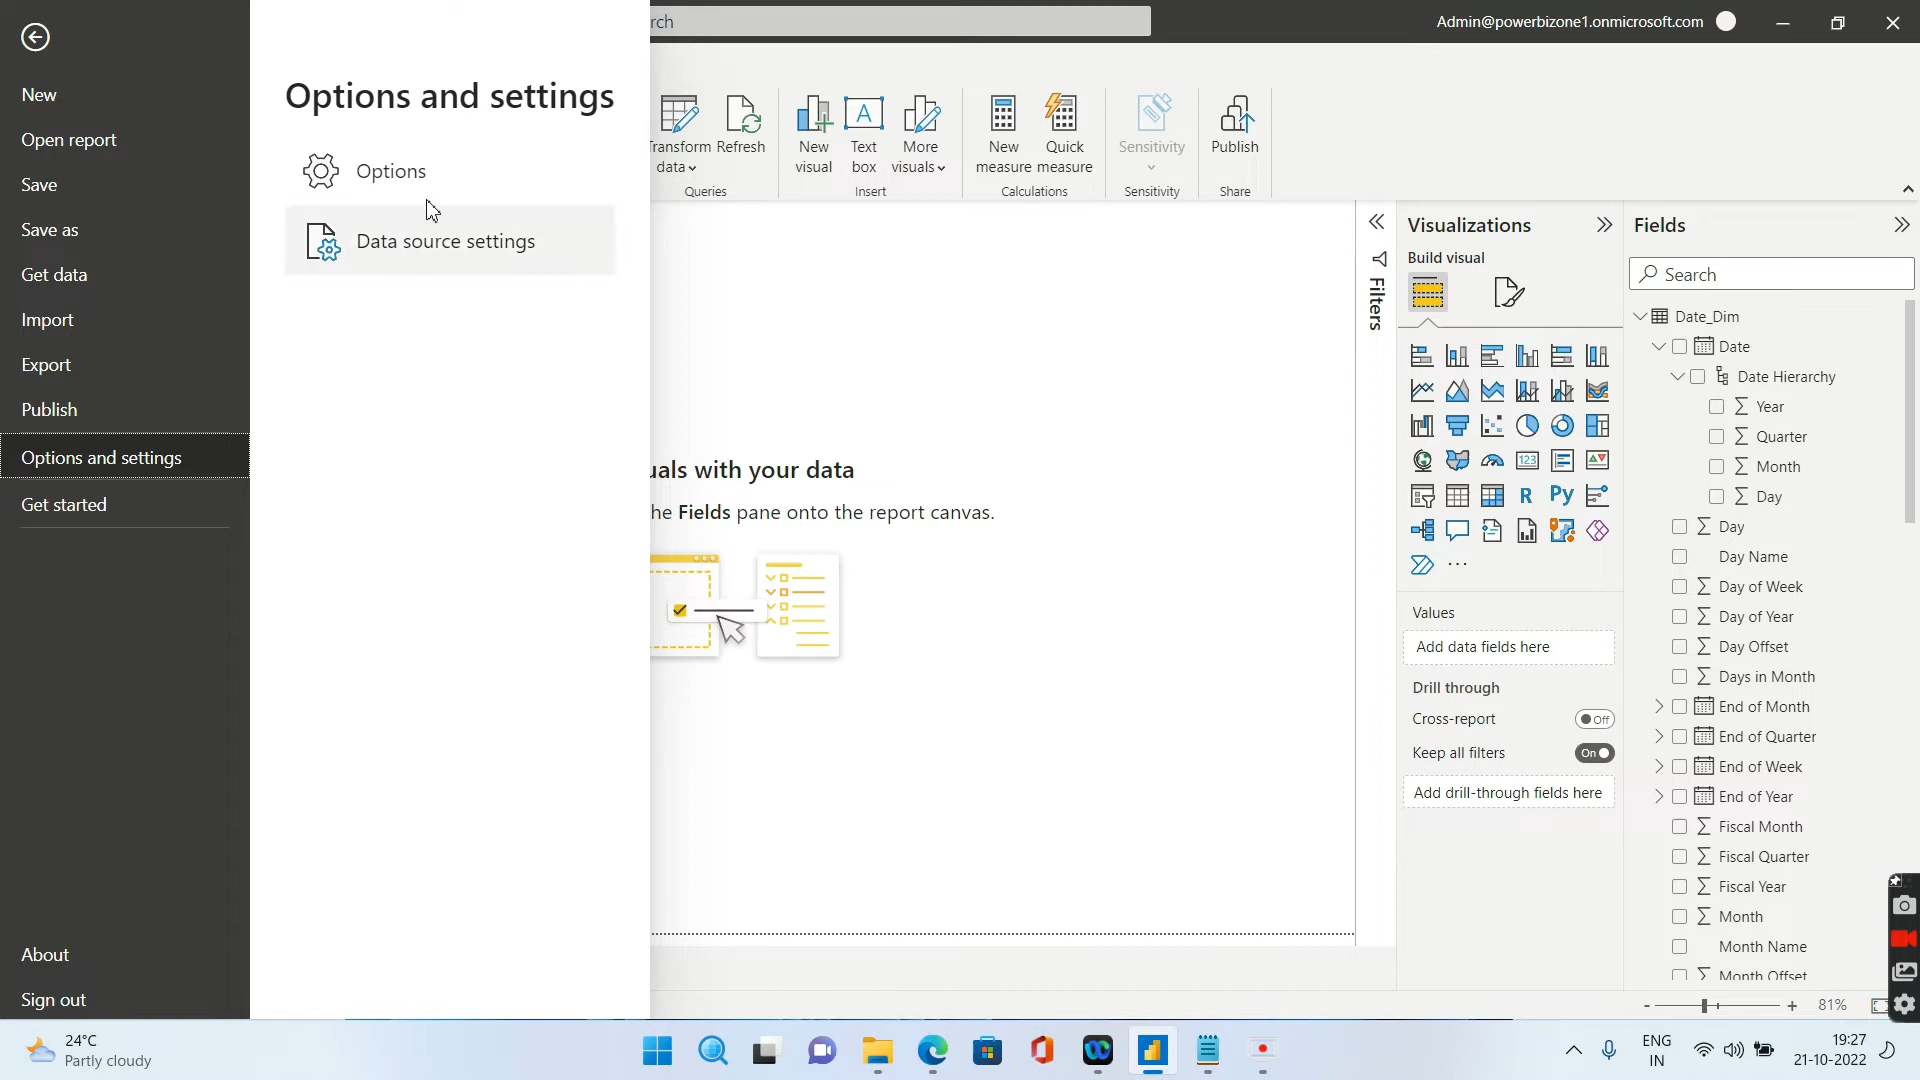 New
Open report
Save
Save as
Get data
Import
Export
Publish
Options and settings
Get started
About
Sign out
Options and settings
Options
Data source settings
rch
Admin@powerbizone1.onmicrosoft.com
Transform data
Refresh
Queries
New visual
A
Text box
More visuals
Insert
New measure
Quick measure
Calculations
Sensitivity
Sensitivity
Publish
Share
uals with your data
he Fields pane onto the report canvas.
Filters
Visualizations
Build visual
123
R
Py
...
Values
Add data fields here
Drill through
Cross-report
Off
Keep all filters
On
Add drill-through fields here
Fields
Search
Date_Dim
Date
Date Hierarchy
Σ Year
Σ Quarter
Σ Month
Σ Day
Σ Day
Day Name
Σ Day of Week
Σ Day of Year
Σ Day Offset
Σ Days in Month
End of Month
End of Quarter
End of Week
End of Year
Σ Fiscal Month
Σ Fiscal Quarter
Σ Fiscal Year
Σ Month
Month Name
Σ Month Offset
- + 81%
24°C
Partly cloudy
ENG
IN
19:27
21-10-2022